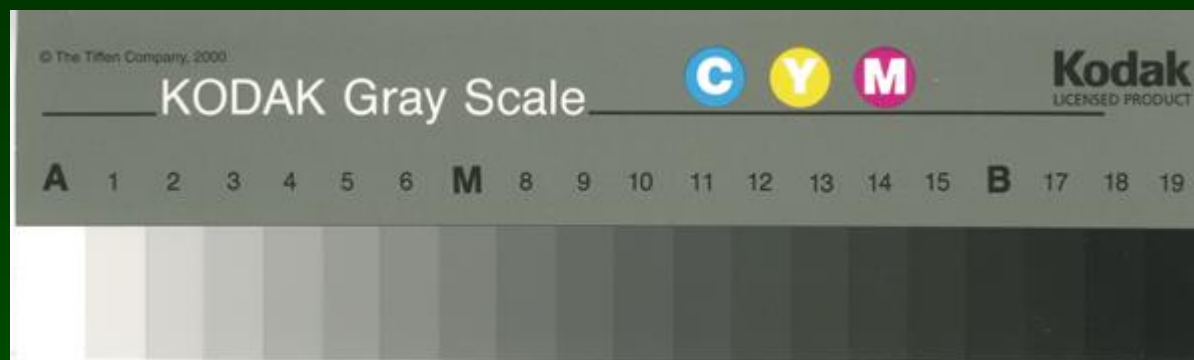 © The Tiffen Company, 2000
KODAK Gray Scale
C Y M
Kodak
LICENSED PRODUCT
A 1 2 3 4 5 6 M 8 9 10 11 12 13 14 15 B 17 18 19